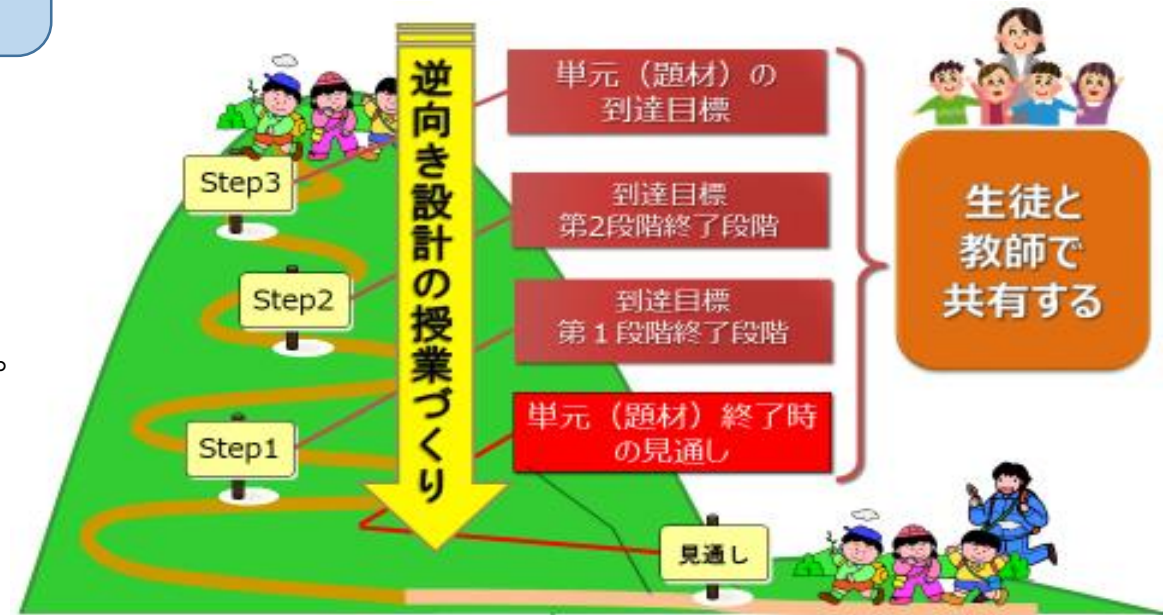 逆向き設計の授業づくり
単元（題材）の
到達目標
到達目標
第2段階終了段階
到達目標
第１段階終了段階
単元（題材）終了時
の見通し
生徒と
教師で
共有する
Step3
Step2
Step1
見通し
。